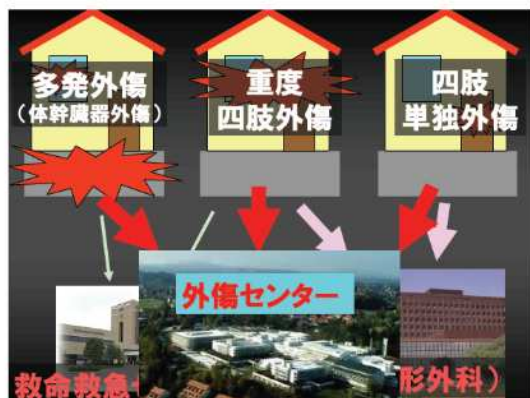 多発外傷
（体幹臓器外傷）
重度
四肢外傷
四肢
単独外傷
外傷センター
救命救急
形外科）